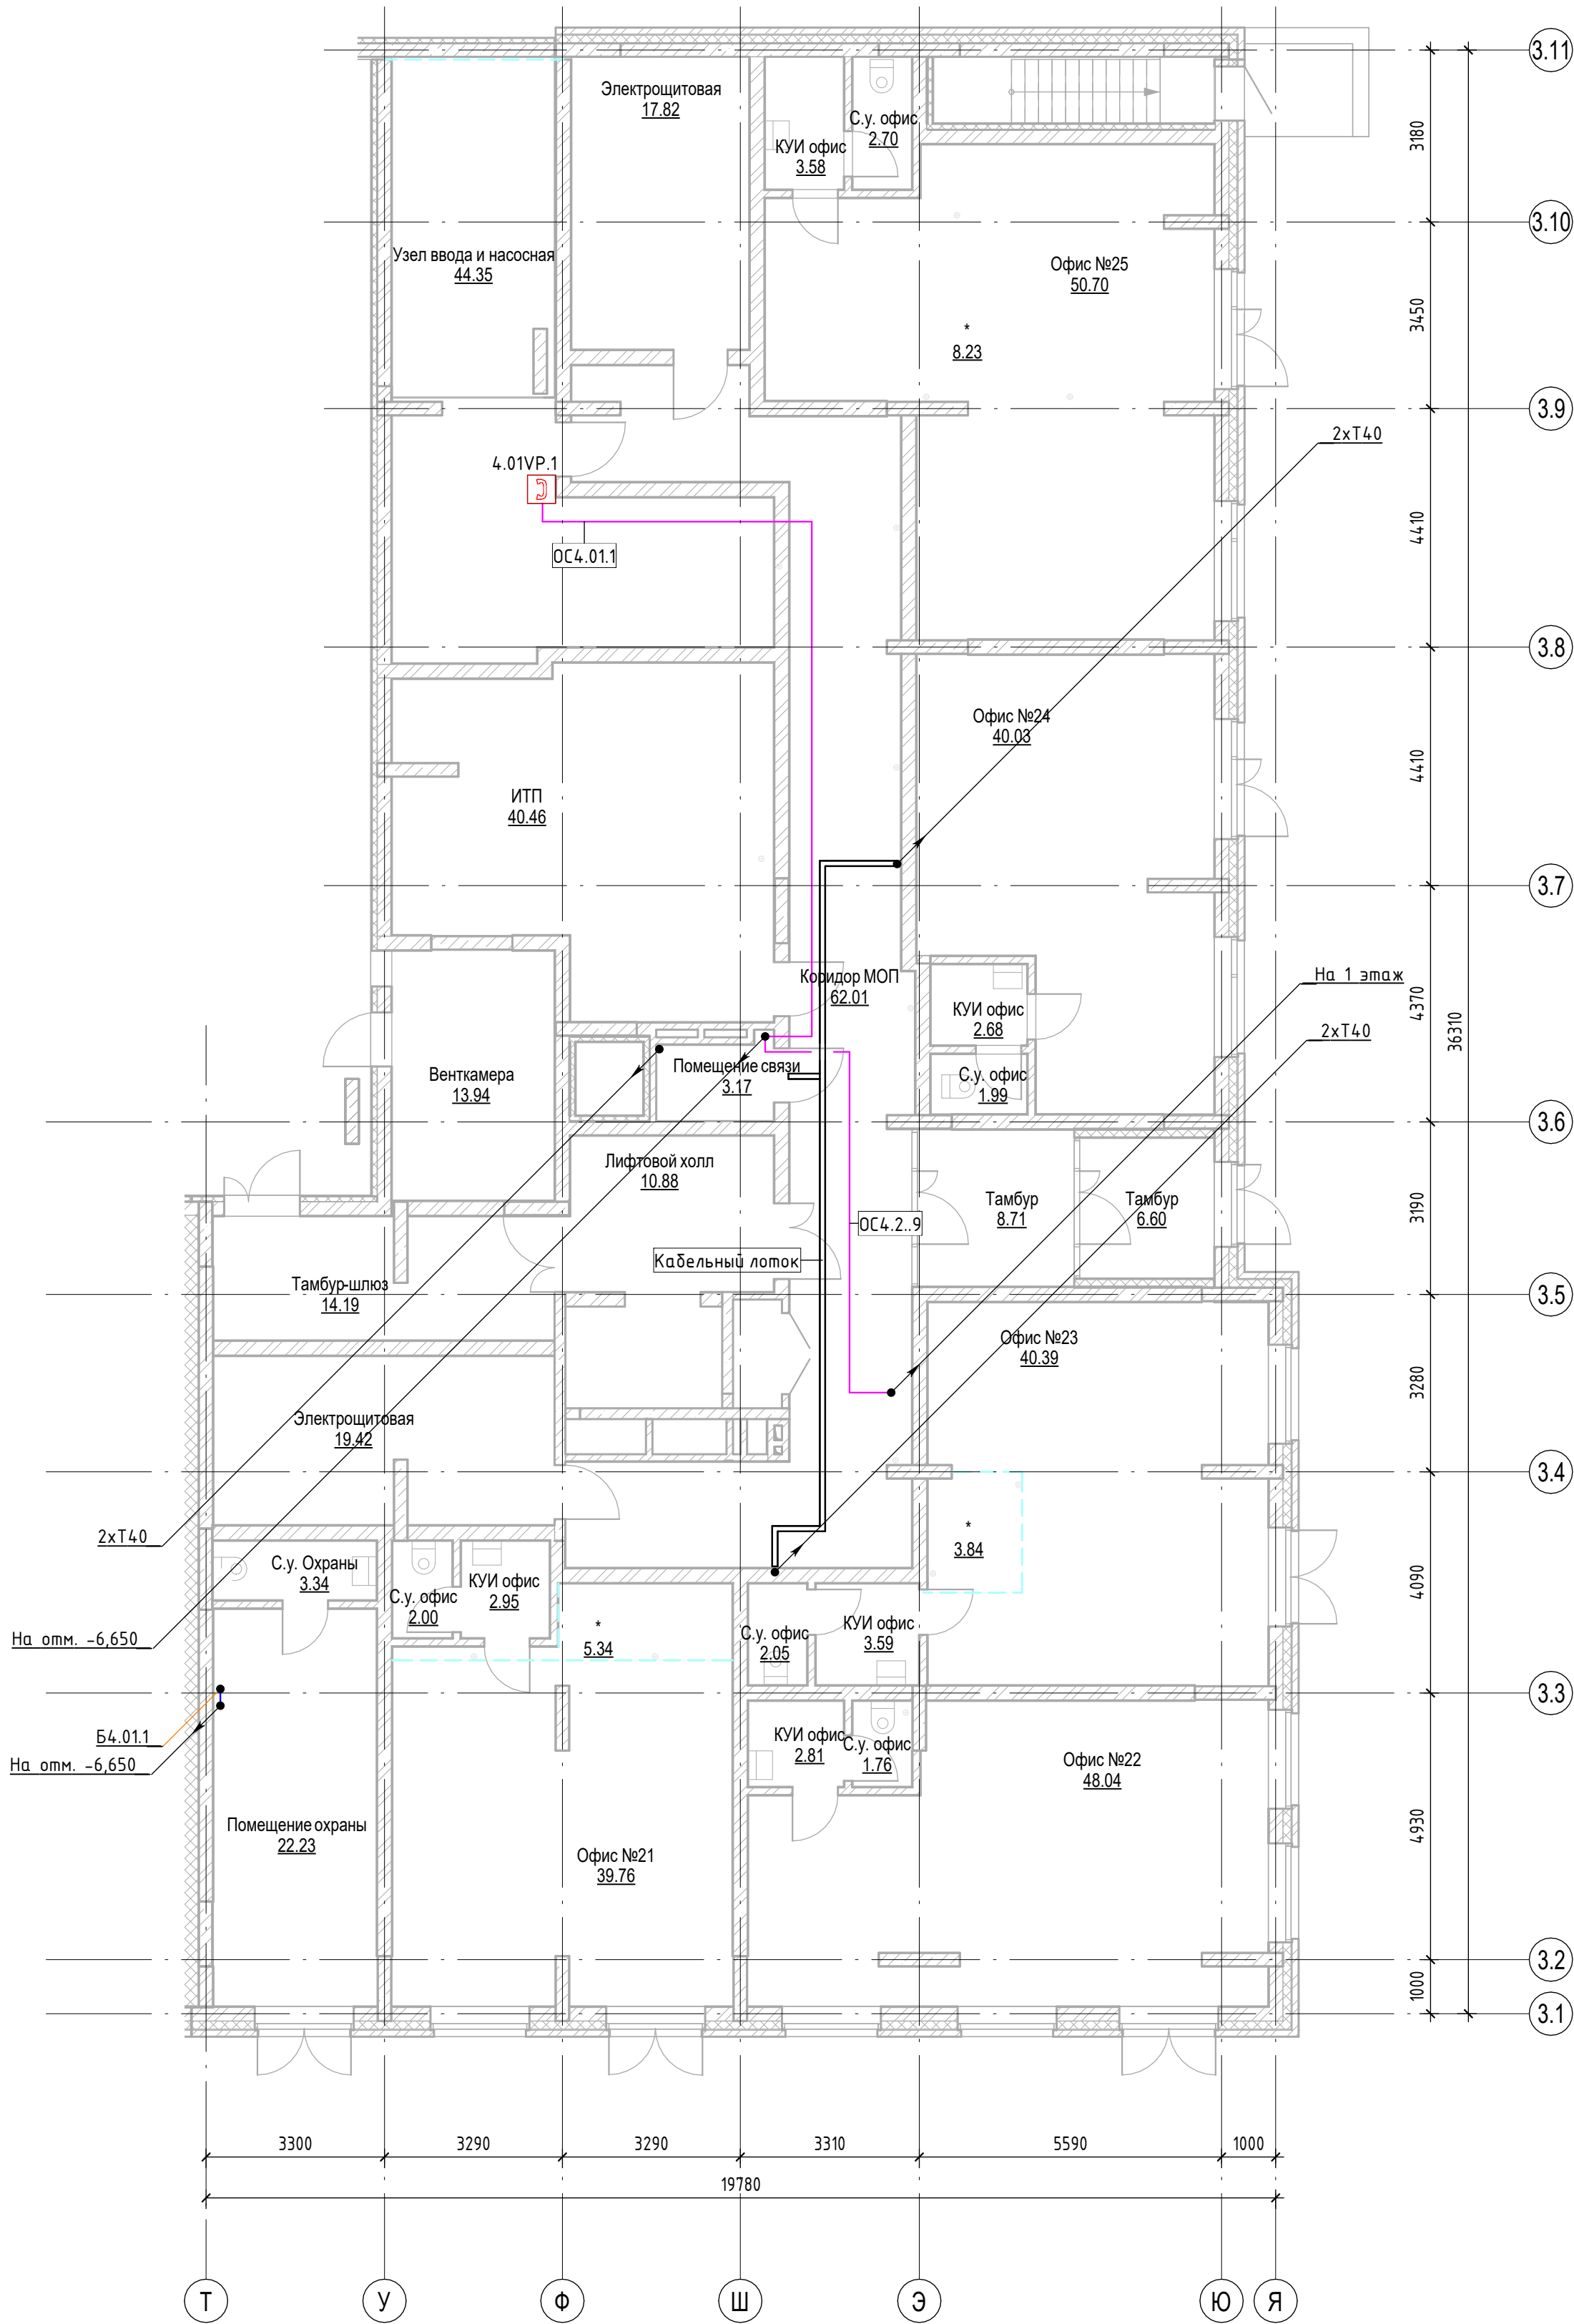 3.11
Электрощитовая
17.82
С.у. офис
2.70
КУИ офис
3.58
3180
3.10
Узел ввода и насосная
44.35
Офис №25
50.70
3450
*
8.23
3.9
2хТ40
4.01VP.1
4410
ОС4.01.1
3.8
Офис №24
40.03
4410
ИТП
40.46
3.7
На 1 этаж
Коридор МОП
62.01
КУИ офис
2.68
4370
36310
2хТ40
Помещение связи
3.17
Венткамера
13.94
С.у. офис
1.99
3.6
Лифтовой холл
10.88
Тамбур
8.71
Тамбур
6.60
3190
ОС4.2..9
Кабельный лоток
Тамбур-шлюз
14.19
3.5
Офис №23
40.39
3280
Электрощитовая
19.42
3.4
2хТ40
*
3.84
С.у. Охраны
3.34
КУИ офис
2.95
С.у. офис
2.00
4090
На отм. -6,650
*
5.34
С.у. офис
2.05
КУИ офис
3.59
3.3
Б4.01.1
На отм. -6,650
КУИ офис
2.81
С.у. офис
1.76
Офис №22
48.04
4930
Помещение охраны
22.23
Офис №21
39.76
3.2
1000
3.1
3300
3290
3290
3310
5590
1000
19780
Т
У
Ф
Ш
Э
Ю
Я